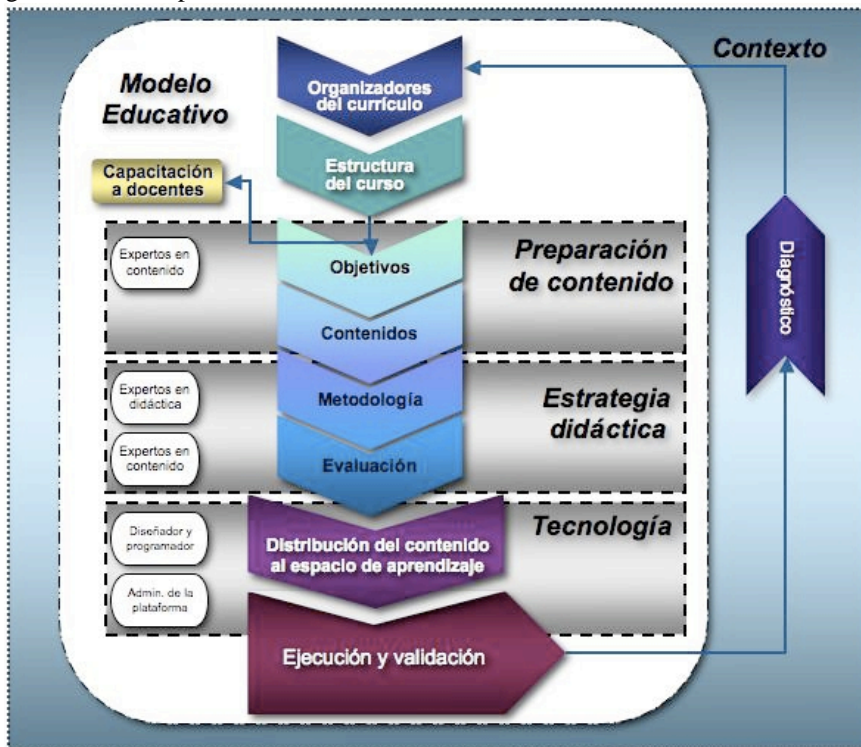 Contexto
Modelo
Educativo
Organizadores
del currículo
Estructura
del curso
Capacitación
a docentes
Expertos en
contenido
Objetivos
Preparación
de contenido
Contenidos
Diagnóstico
Expertos en
didáctica
Expertos en
contenido
Metodología
Evaluación
Estrategia
didáctica
Diseñador y
programador
Admin. de la
plataforma
Distribución del contenido
al espacio de aprendizaje
Tecnología
Ejecución y validación